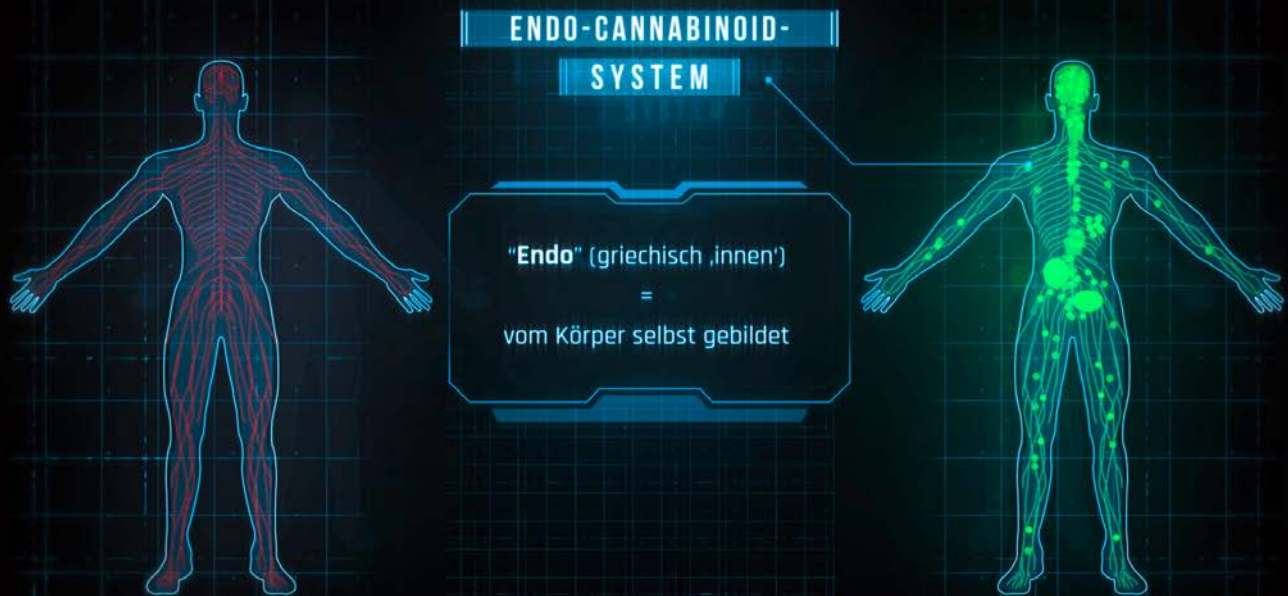 ENDO-CANNABINOID-
SYSTEM
"Endo" (griechisch ‚innen')
=
vom Körper selbst gebildet